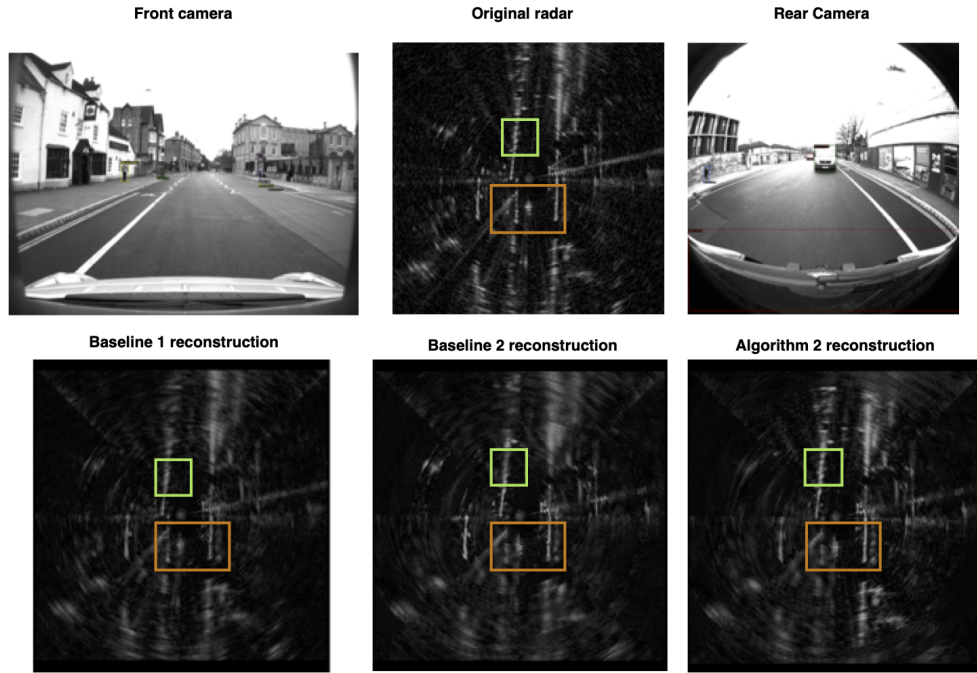 Front camera
Original radar
Rear Camera
Baseline 1 reconstruction
Baseline 2 reconstruction
Algorithm 2 reconstruction